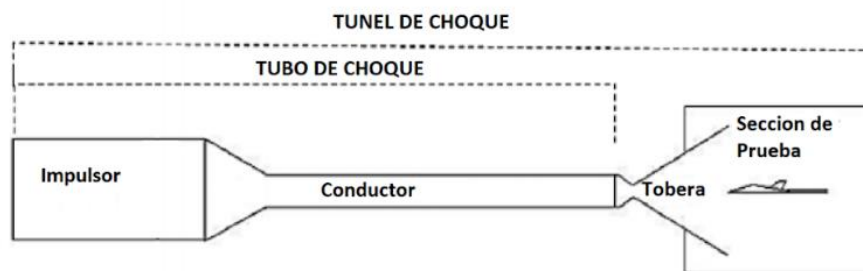 TUNEL DE CHOQUE
TUBO DE CHOQUE
Impulsor
Conductor
Tobera
Seccion de
Prueba